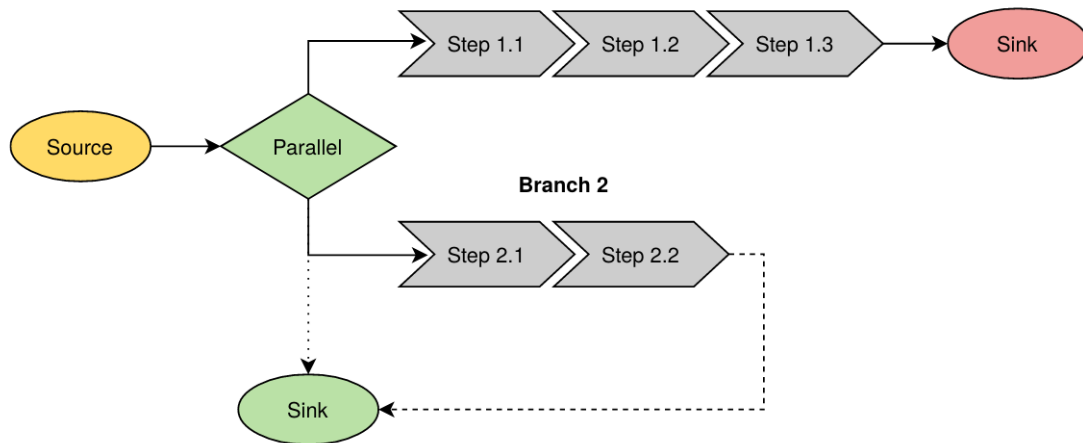 Step 1.1
Step 1.2
Step 1.3
Sink
Source
Parallel
Branch 2
Step 2.1
Step 2.2
Sink